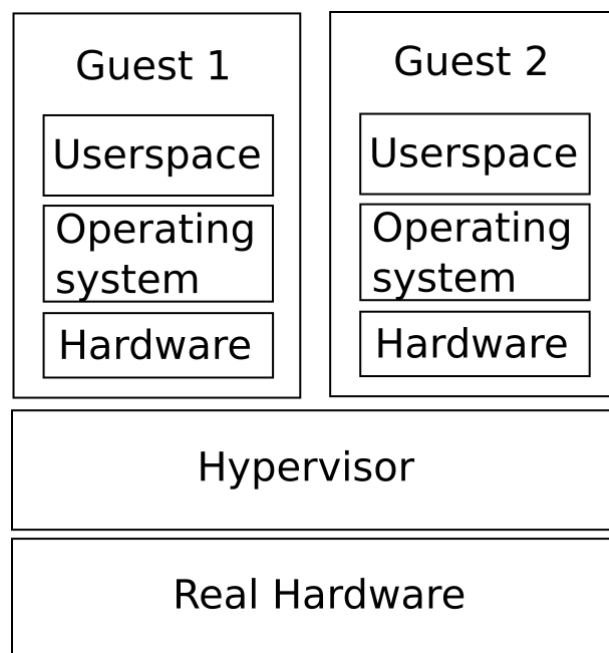 Guest 1
Userspace
Operating
system
Hardware
Guest 2
Userspace
Operating
system
Hardware
Hypervisor
Real Hardware